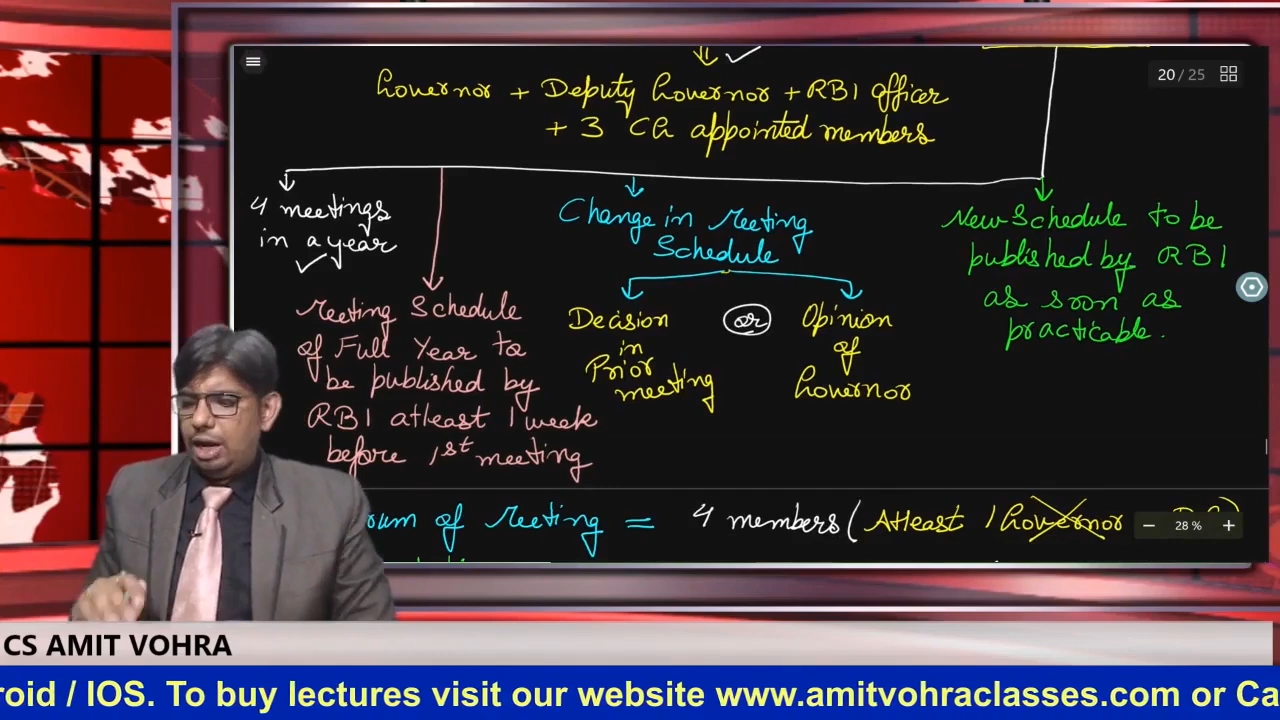 20 / 25
Governor + Deputy Governor + RBI officer
+ 3 CG appointed members
4 meetings
in a year
Change in Meeting
Schedule
New Schedule to be
published by RBI
as soon as
practicable.
Meeting Schedule
of Full Year to
be published by
RBI atleast 1 week
before 1st meeting
Decision
in
Prior
meeting
or
Opinion
of
Governor
rum of Meeting = 4 members (Atleast 1 Governor
28 %
CS AMIT VOHRA
roid / IOS. To buy lectures visit our website www.amitvohraclasses.com or Ca